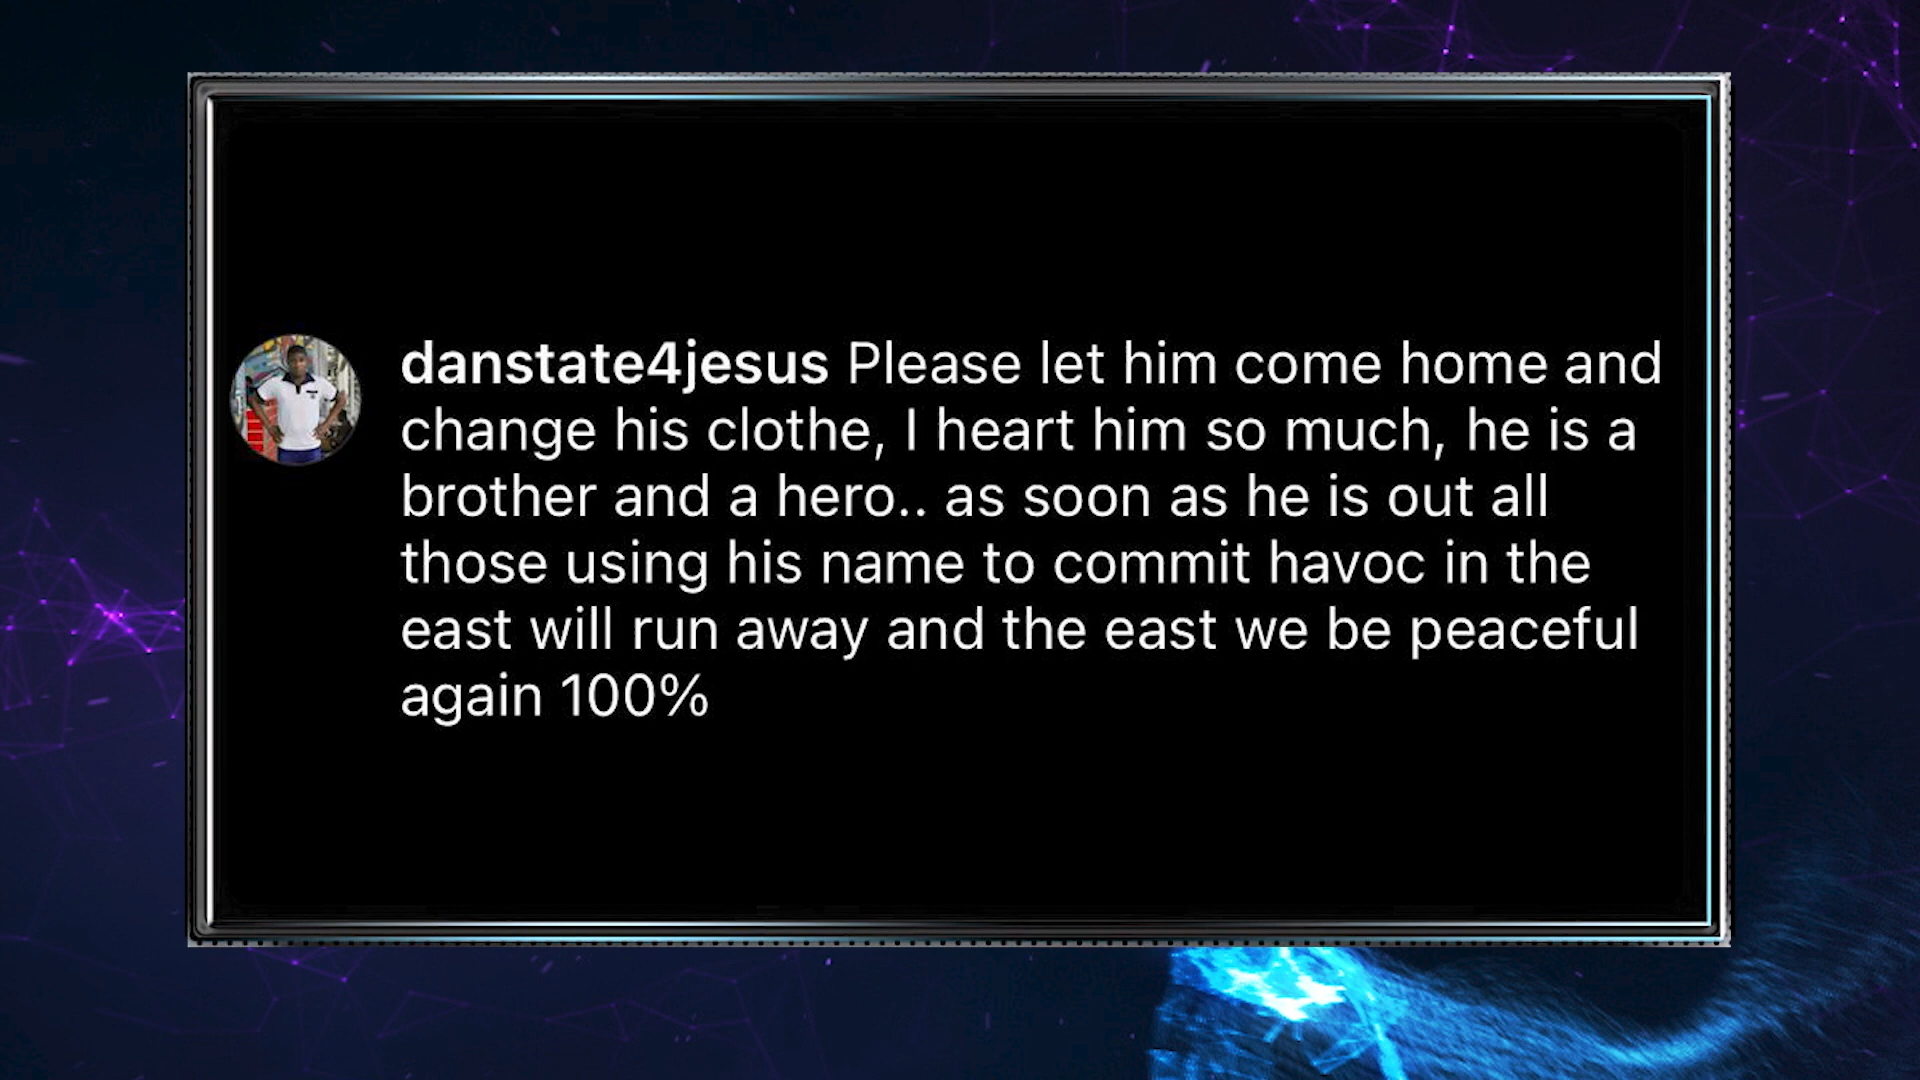 danstate4jesus Please let him come home and
change his clothe, I heart him so much, he is a
brother and a hero.. as soon as he is out all
those using his name to commit havoc in the
east will run away and the east we be peaceful
again 100%